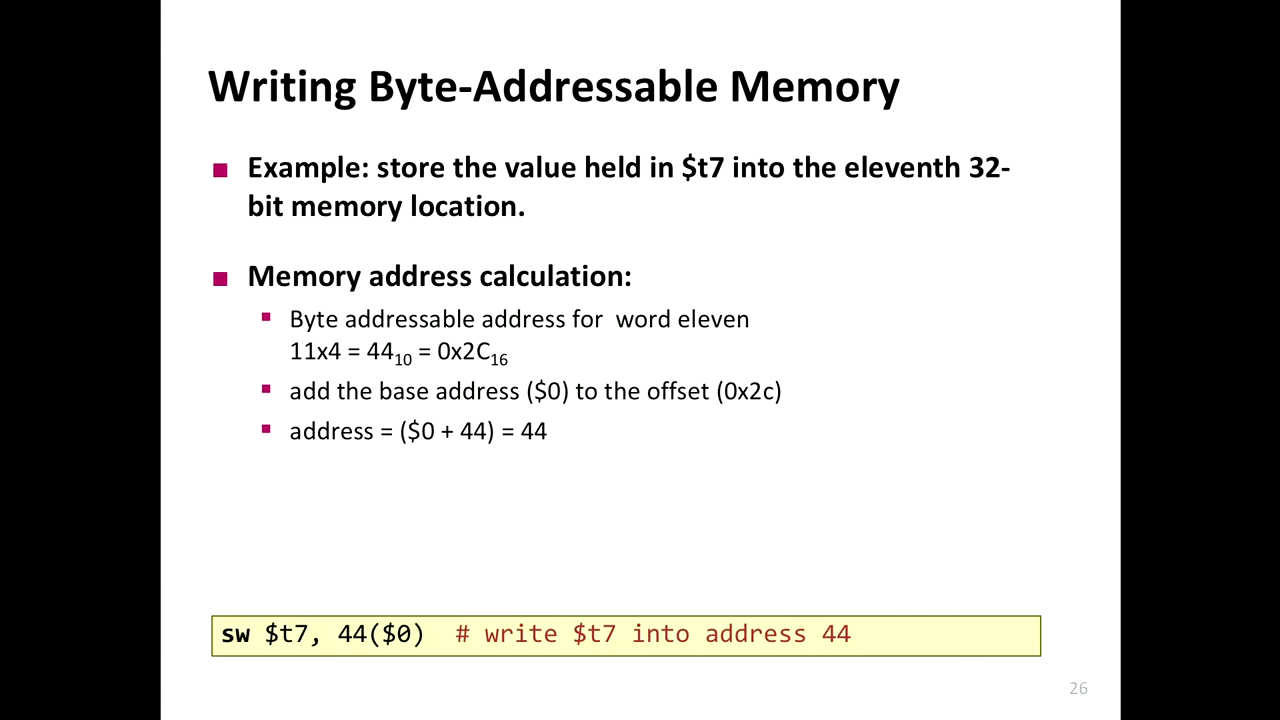 Writing Byte-Addressable Memory
Example: store the value held in $t7 into the eleventh 32-
bit memory location.
Memory address calculation:
Byte addressable address for  word eleven
11x4 = 44₁₀ = 0x2C₁₆
add the base address ($0) to the offset (0x2c)
address = ($0 + 44) = 44
sw $t7, 44($0)  # write $t7 into address 44
26